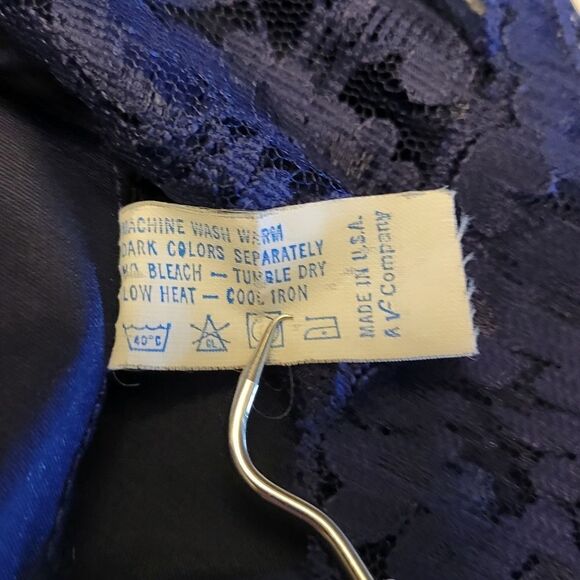 MACHINE WASH WARM
DARK COLORS SEPARATELY
NO BLEACH — TUMBLE DRY
LOW HEAT — COOL IRON
40°C
CL
MADE IN U.S.A.
A VF Company